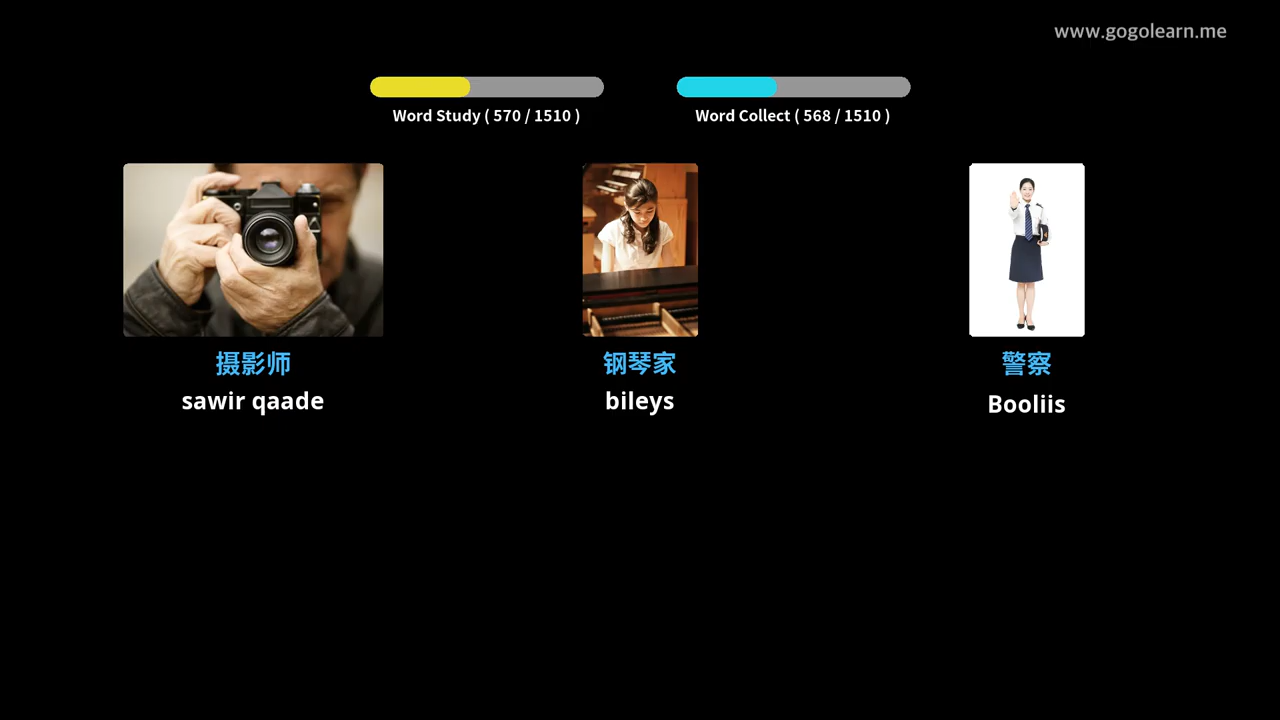 www.gogolearn.me
Word Study ( 570 / 1510 )
Word Collect ( 568 / 1510 )
摄影师
sawir qaade
钢琴家
bileys
警察
Booliis